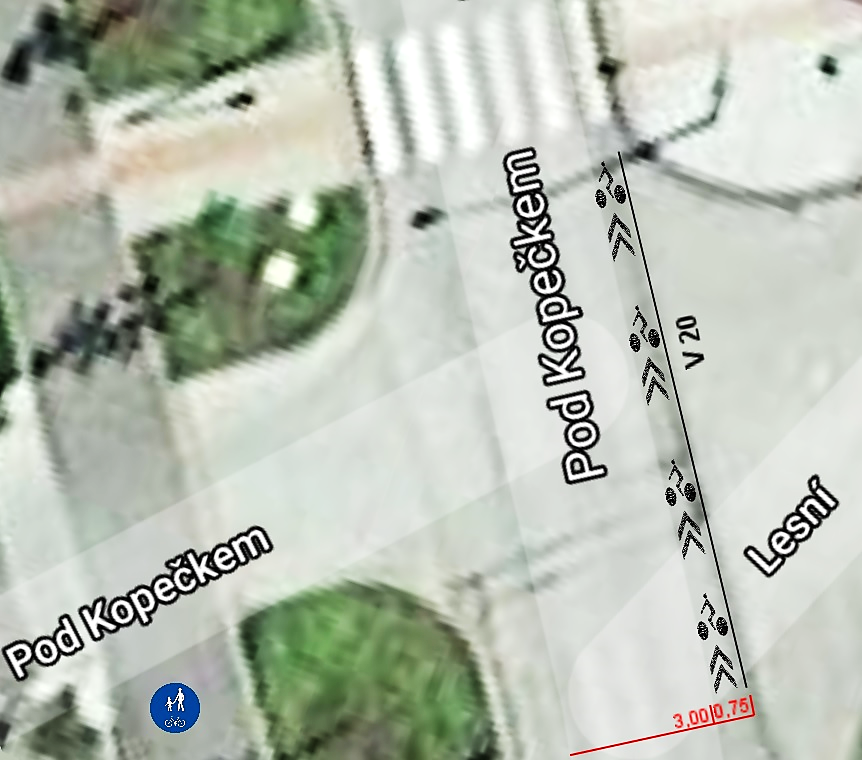 Pod Kopečkem
V 20
Lesní
Pod Kopečkem
3,00 0,75